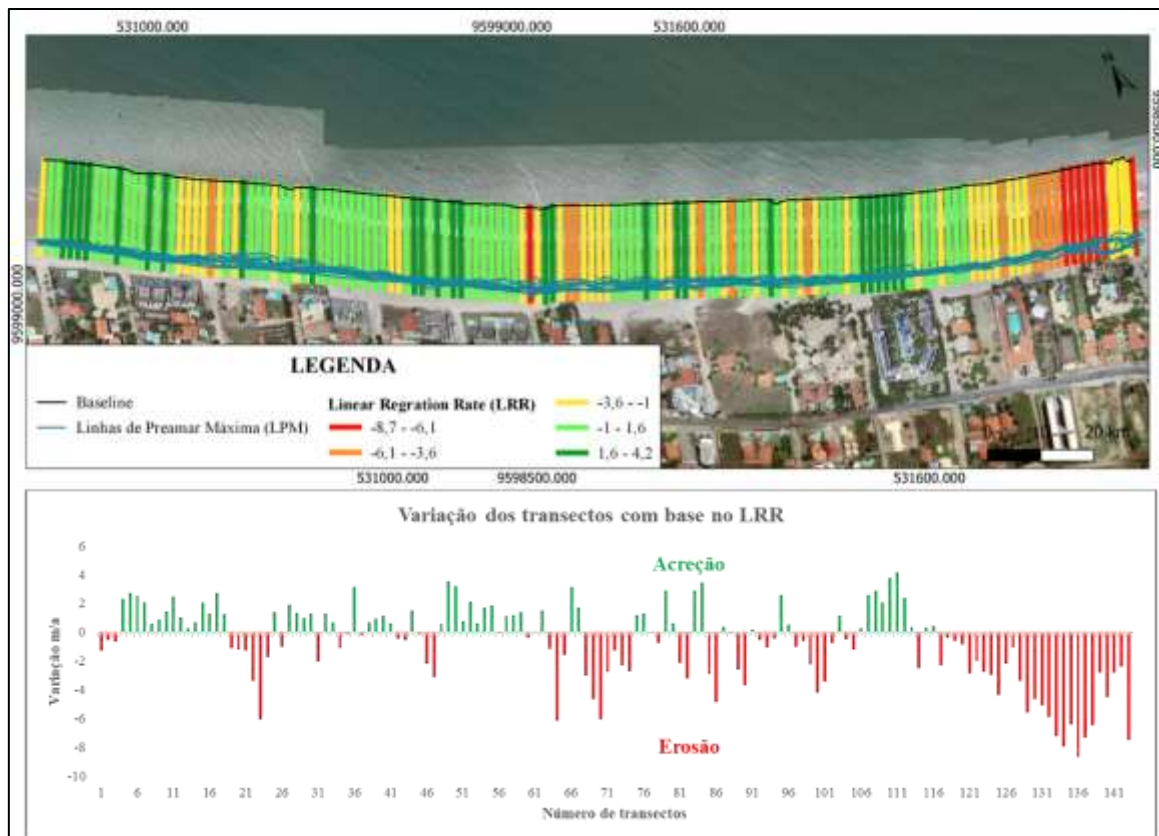 531000.000 9599000.000 531600.000
9598500.000
9599000.000
LEGENDA
Baseline
Linhas de Preamar Máxima (LPM)
Linear Regration Rate (LRR)
-8,7 - -6,1
-6,1 - -3,6
-3,6 - -1
-1 - 1,6
1,6 - 4,2
20 km
531000.000 9598500.000 531600.000
Variação dos transectos com base no LRR
Acreção
Erosão
Variação m/a
6
4
2
0
-2
-4
-6
-8
-10
1 6 11 16 21 26 31 36 41 46 51 56 61 66 71 76 81 86 91 96 101 106 111 116 121 126 131 136 141
Número de transectos